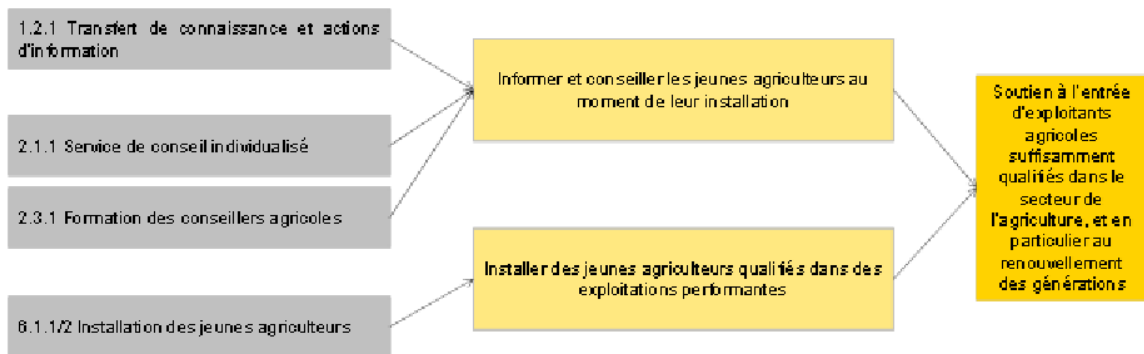 1.2.1 Transfert de connaissance et actions
d'information
2.1.1 Service de conseil individualisé
2.3.1 Formation des conseillers agricoles
6.1.1/2 Installation des jeunes agriculteurs
Informer et conseiller les jeunes agriculteurs au
moment de leur installation
Installer des jeunes agriculteurs qualifiés dans des
exploitations performantes
Soutien à l'entrée
d'exploitants
agricoles
suffisamment
qualifiés dans le
secteur de
l'agriculture, et en
particulier au
renouvellement
des générations